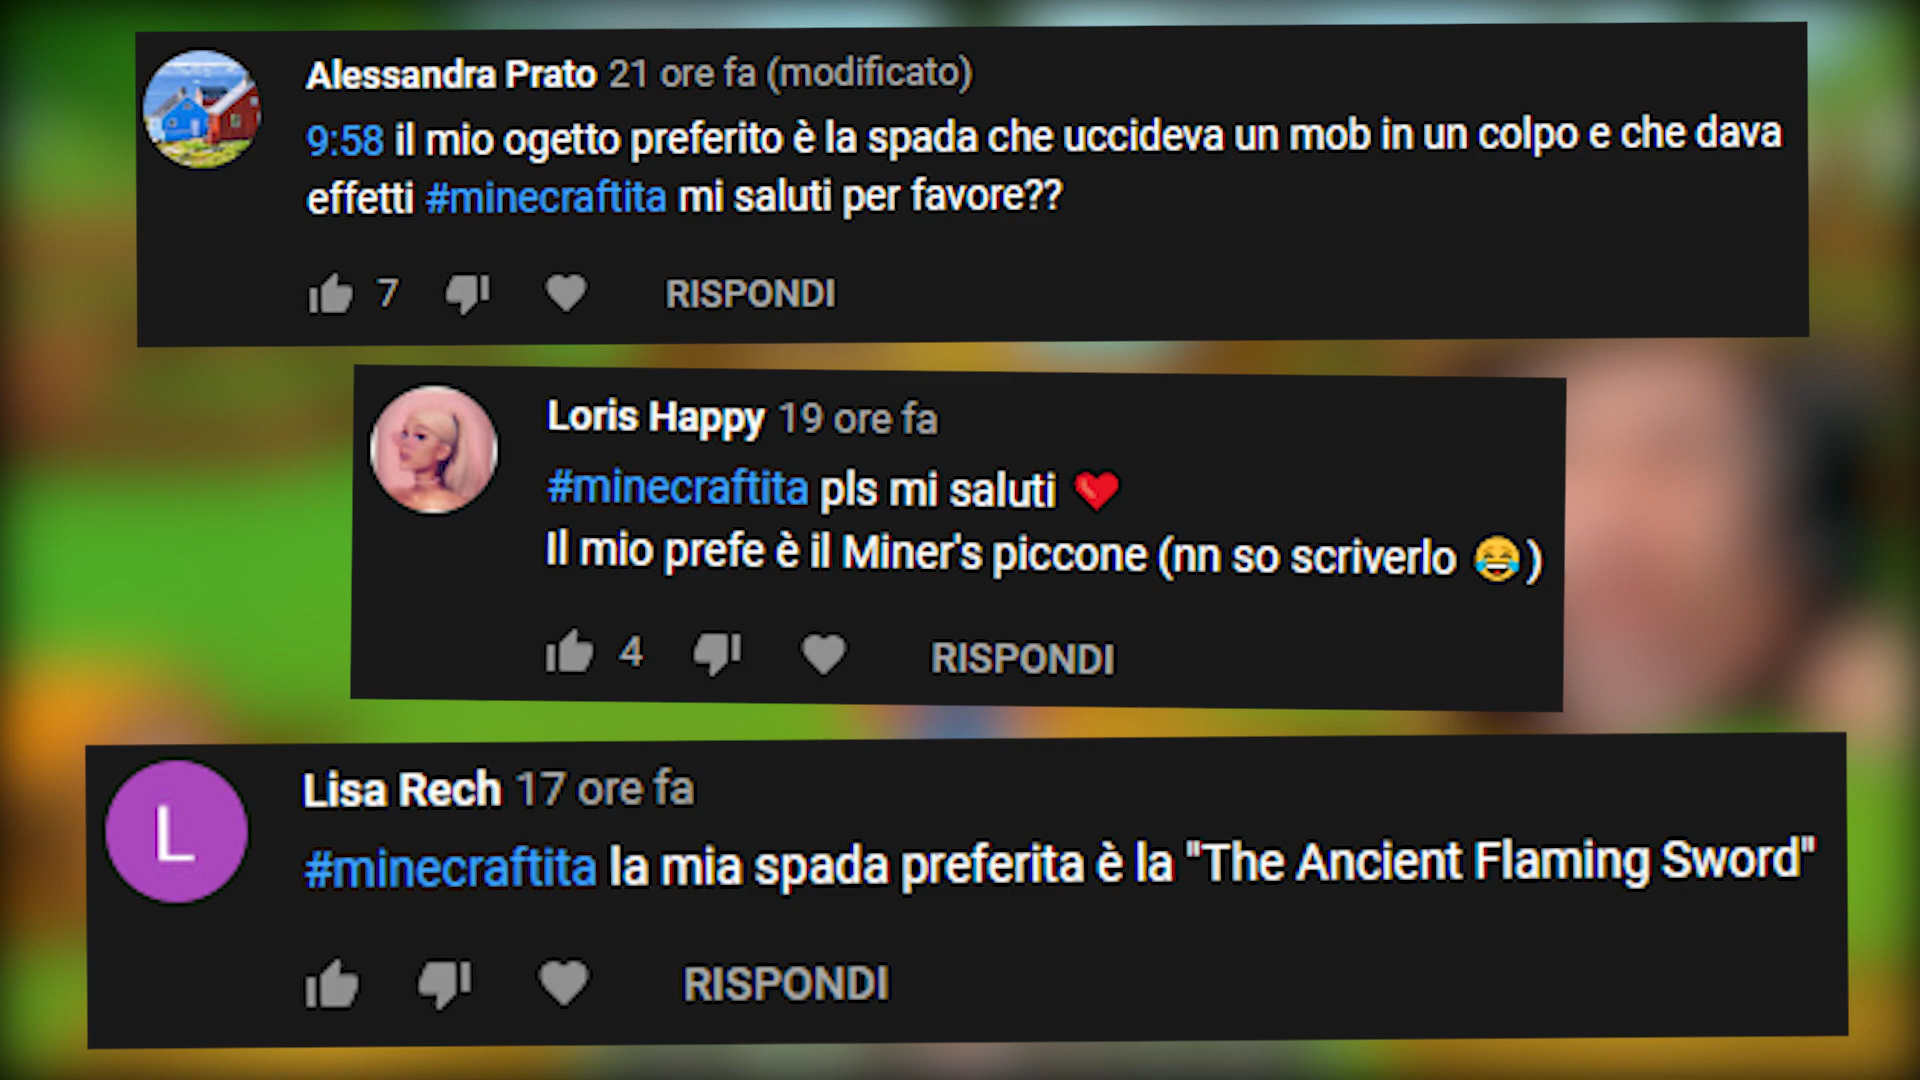 Alessandra Prato 21 ore fa (modificato)
9:58 il mio ogetto preferito è la spada che uccideva un mob in un colpo e che dava
effetti #minecraftita mi saluti per favore??
7 RISPONDI
Loris Happy 19 ore fa
#minecraftita pls mi saluti ❤️
Il mio prefe è il Miner's piccone (nn so scriverlo 😂)
4 RISPONDI
L
Lisa Rech 17 ore fa
#minecraftita la mia spada preferita è la "The Ancient Flaming Sword"
RISPONDI